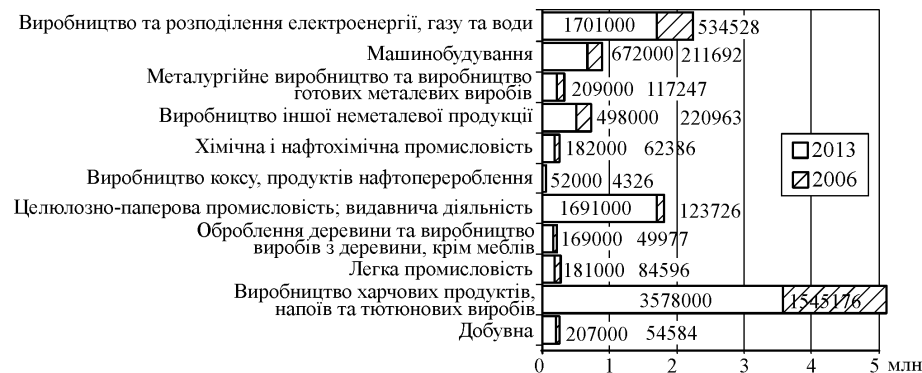 Виробництво та розподілення електроенергії, газу та води
1701000
534528
Машинобудування
672000 211692
Металургійне виробництво та виробництво
готових металевих виробів
209000 117247
Виробництво іншої неметалевої продукції
498000 220963
Хімічна і нафтохімічна промисловість
182000 62386
Виробництво коксу, продуктів нафтоперероблення
52000 4326
Целюлозно-паперова промисловість; видавнича діяльність
1691000
123726
Оброблення деревини та виробництво
виробів з деревини, крім меблів
169000 49977
Легка промисловість
181000 84596
Виробництво харчових продуктів,
напоїв та тютюнових виробів
3578000
1545176
Добувна
207000 54584
2013
2006
0 1 2 3 4 5 млн